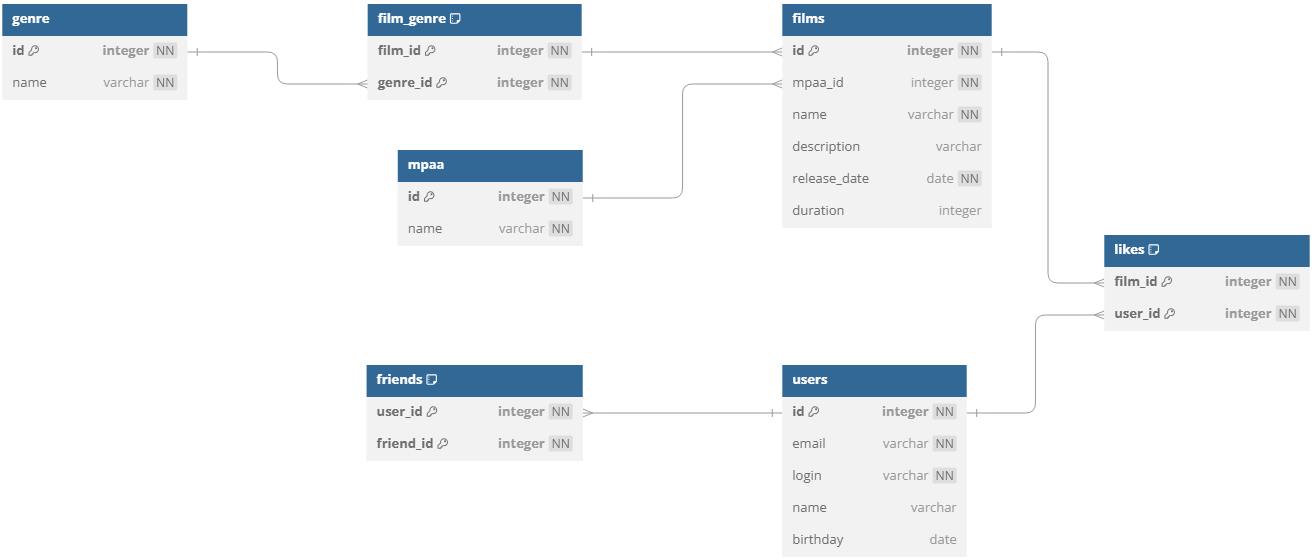 genre
id integer NN
name varchar NN
film_genre
film_id integer NN
genre_id integer NN
films
id integer NN
mpaa_id integer NN
name varchar NN
description varchar
release_date date NN
duration integer
mpaa
id integer NN
name varchar NN
likes
film_id integer NN
user_id integer NN
friends
user_id integer NN
friend_id integer NN
users
id integer NN
email varchar NN
login varchar NN
name varchar
birthday date